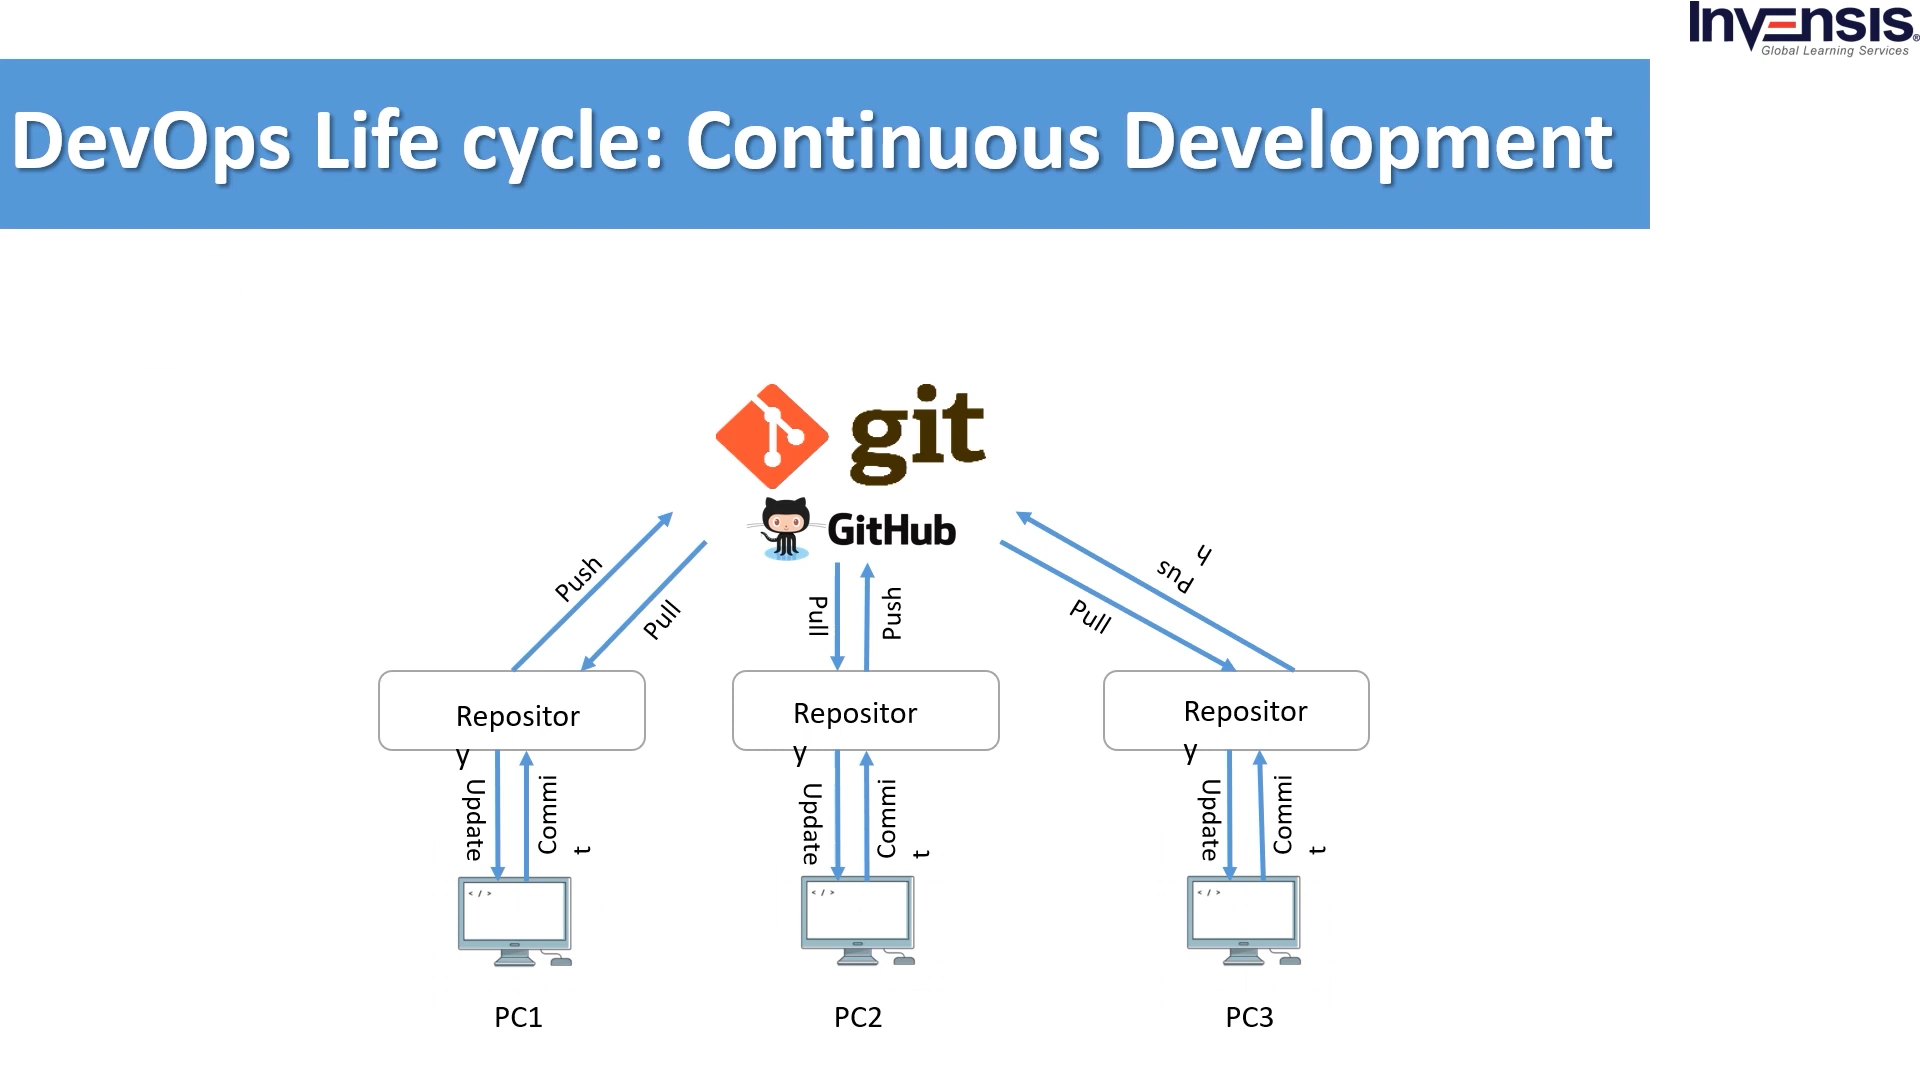 Invensis®
Global Learning Services
DevOps Life cycle: Continuous Development
git
GitHub
Push
Pull
Pull
Push
Pull
Pus
h
Repositor
y
Repositor
y
Repositor
y
Update
Commi
t
Update
Commi
t
Update
Commi
t
< / >
< / >
< / >
PC1
PC2
PC3